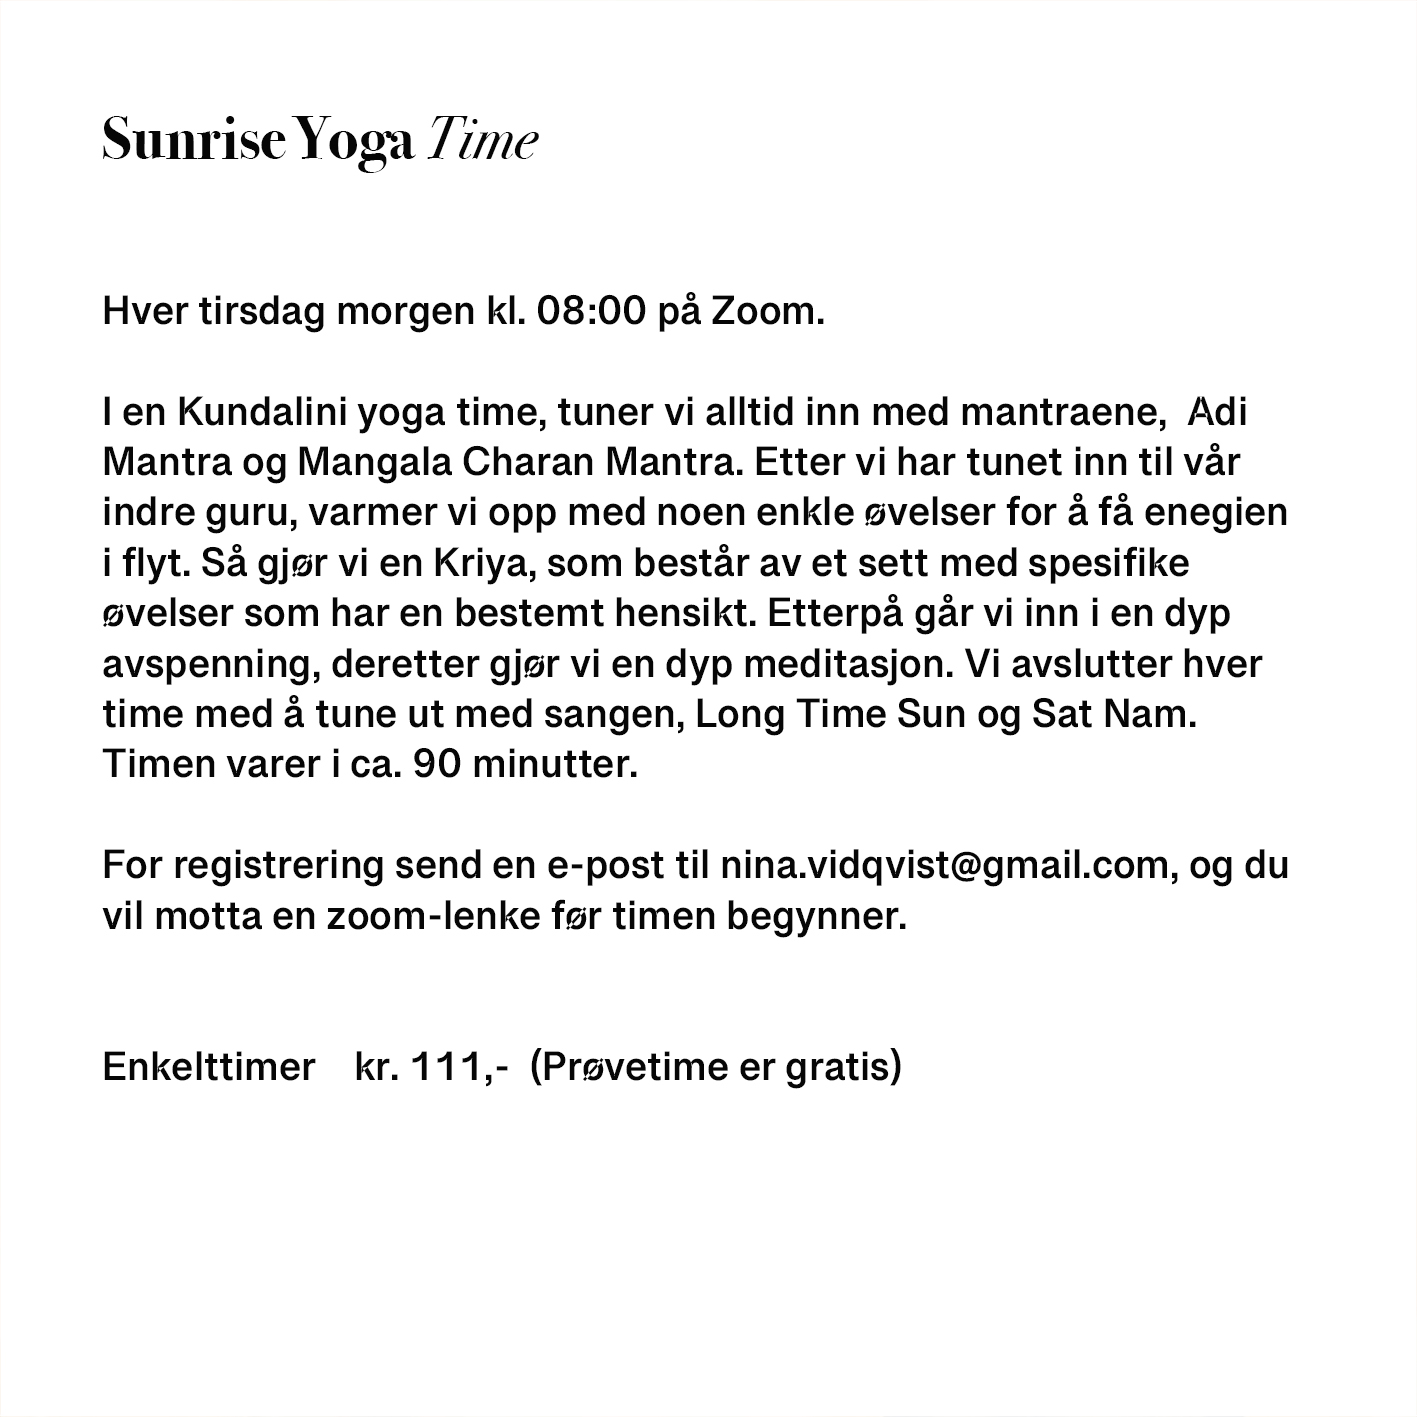 Sunrise Yoga Time
Hver tirsdag morgen kl. 08:00 på Zoom.
I en Kundalini yoga time, tuner vi alltid inn med mantraene,  Adi
Mantra og Mangala Charan Mantra. Etter vi har tunet inn til vår
indre guru, varmer vi opp med noen enkle øvelser for å få enegien
i flyt. Så gjør vi en Kriya, som består av et sett med spesifike
øvelser som har en bestemt hensikt. Etterpå går vi inn i en dyp
avspenning, deretter gjør vi en dyp meditasjon. Vi avslutter hver
time med å tune ut med sangen, Long Time Sun og Sat Nam.
Timen varer i ca. 90 minutter.
For registrering send en e-post til nina.vidqvist@gmail.com, og du
vil motta en zoom-lenke før timen begynner.
Enkelttimer    kr. 111,-  (Prøvetime er gratis)